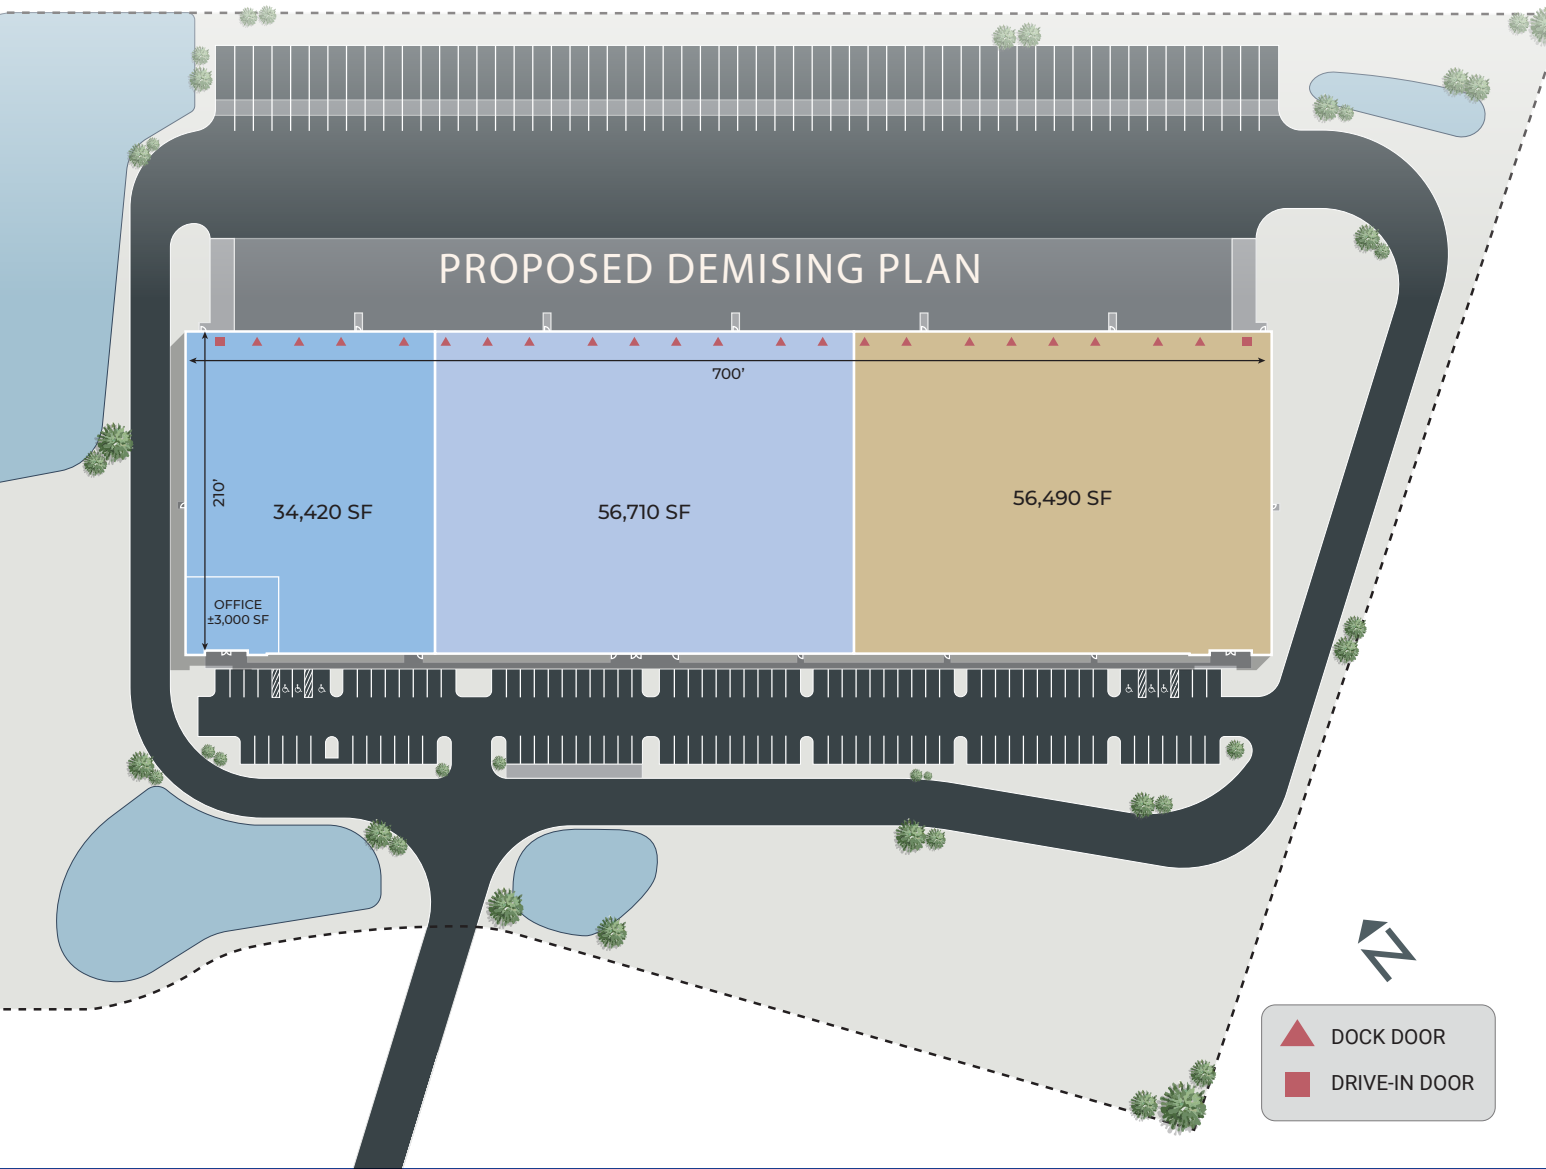 PROPOSED DEMISING PLAN
700’
210’
34,420 SF
56,710 SF
56,490 SF
OFFICE
±3,000 SF
N
DOCK DOOR
DRIVE-IN DOOR